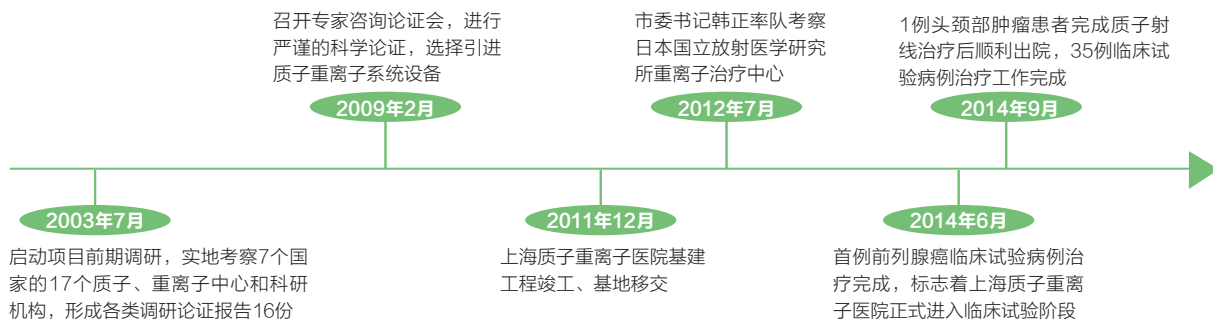 召开专家咨询论证会，进行
严谨的科学论证，选择引进
质子重离子系统设备
2009年2月
市委书记韩正率队考察
日本国立放射医学研究
所重离子治疗中心
2012年7月
1例头颈部肿瘤患者完成质子射
线治疗后顺利出院，35例临床试
验病例治疗工作完成
2014年9月
2003年7月
启动项目前期调研，实地考察7个国
家的17个质子、重离子中心和科研
机构，形成各类调研论证报告16份
2011年12月
上海质子重离子医院基建
工程竣工、基地移交
2014年6月
首例前列腺癌临床试验病例治
疗完成，标志着上海质子重离
子医院正式进入临床试验阶段